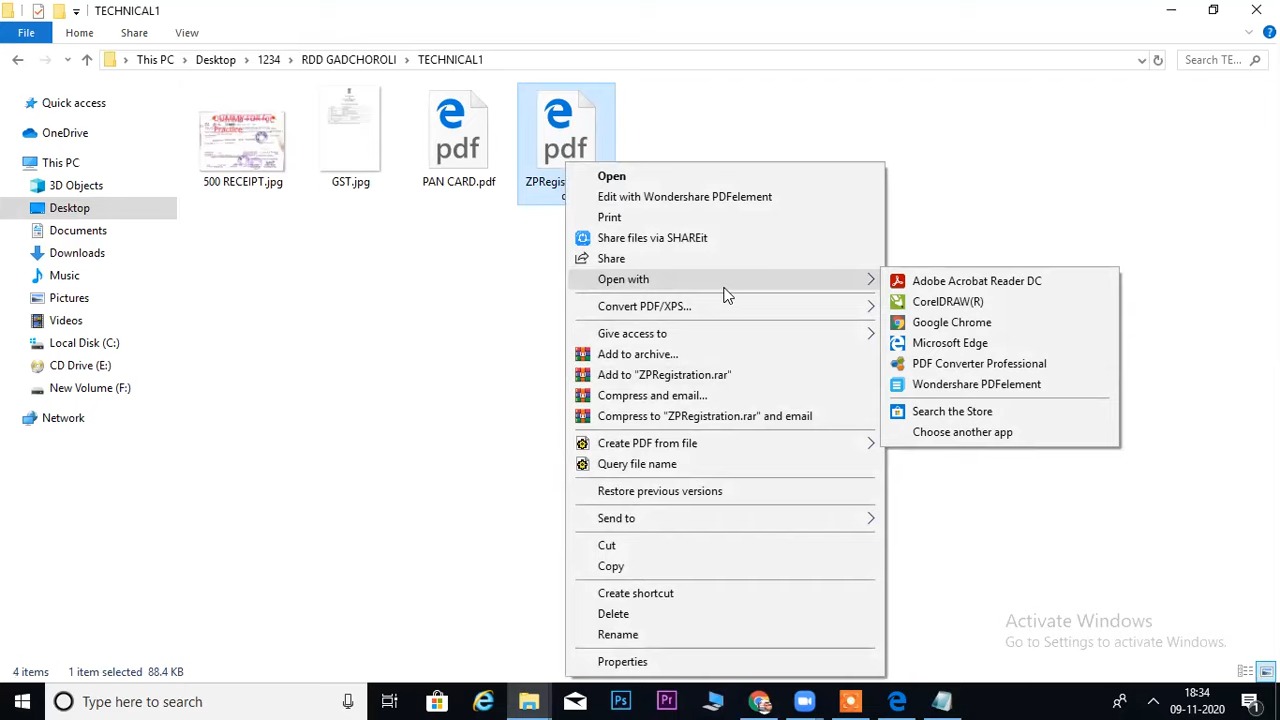 TECHNICAL1
File Home Share View
This PC Desktop 1234 RDD GADCHOROLI TECHNICAL1 Search TE...
Quick access
OneDrive
This PC
3D Objects
Desktop
Documents
Downloads
Music
Pictures
Videos
Local Disk (C:)
CD Drive (E:)
New Volume (F:)
Network
pdf
pdf
500 RECEIPT.jpg GST.jpg PAN CARD.pdf
Open
Edit with Wondershare PDFelement
Print
Share files via SHAREit
Share
Open with
Convert PDF/XPS...
Give access to
Add to archive...
Add to "ZPRegistration.rar"
Compress and email...
Compress to "ZPRegistration.rar" and email
Create PDF from file
Query file name
Restore previous versions
Send to
Cut
Copy
Create shortcut
Delete
Rename
Properties
Adobe Acrobat Reader DC
CorelDRAW(R)
Google Chrome
Microsoft Edge
PDF Converter Professional
Wondershare PDFelement
Search the Store
Choose another app
Activate Windows
Go to Settings to activate Windows.
4 items 1 item selected 88.4 KB
Type here to search
Ps
Pr
18:34
09-11-2020
1